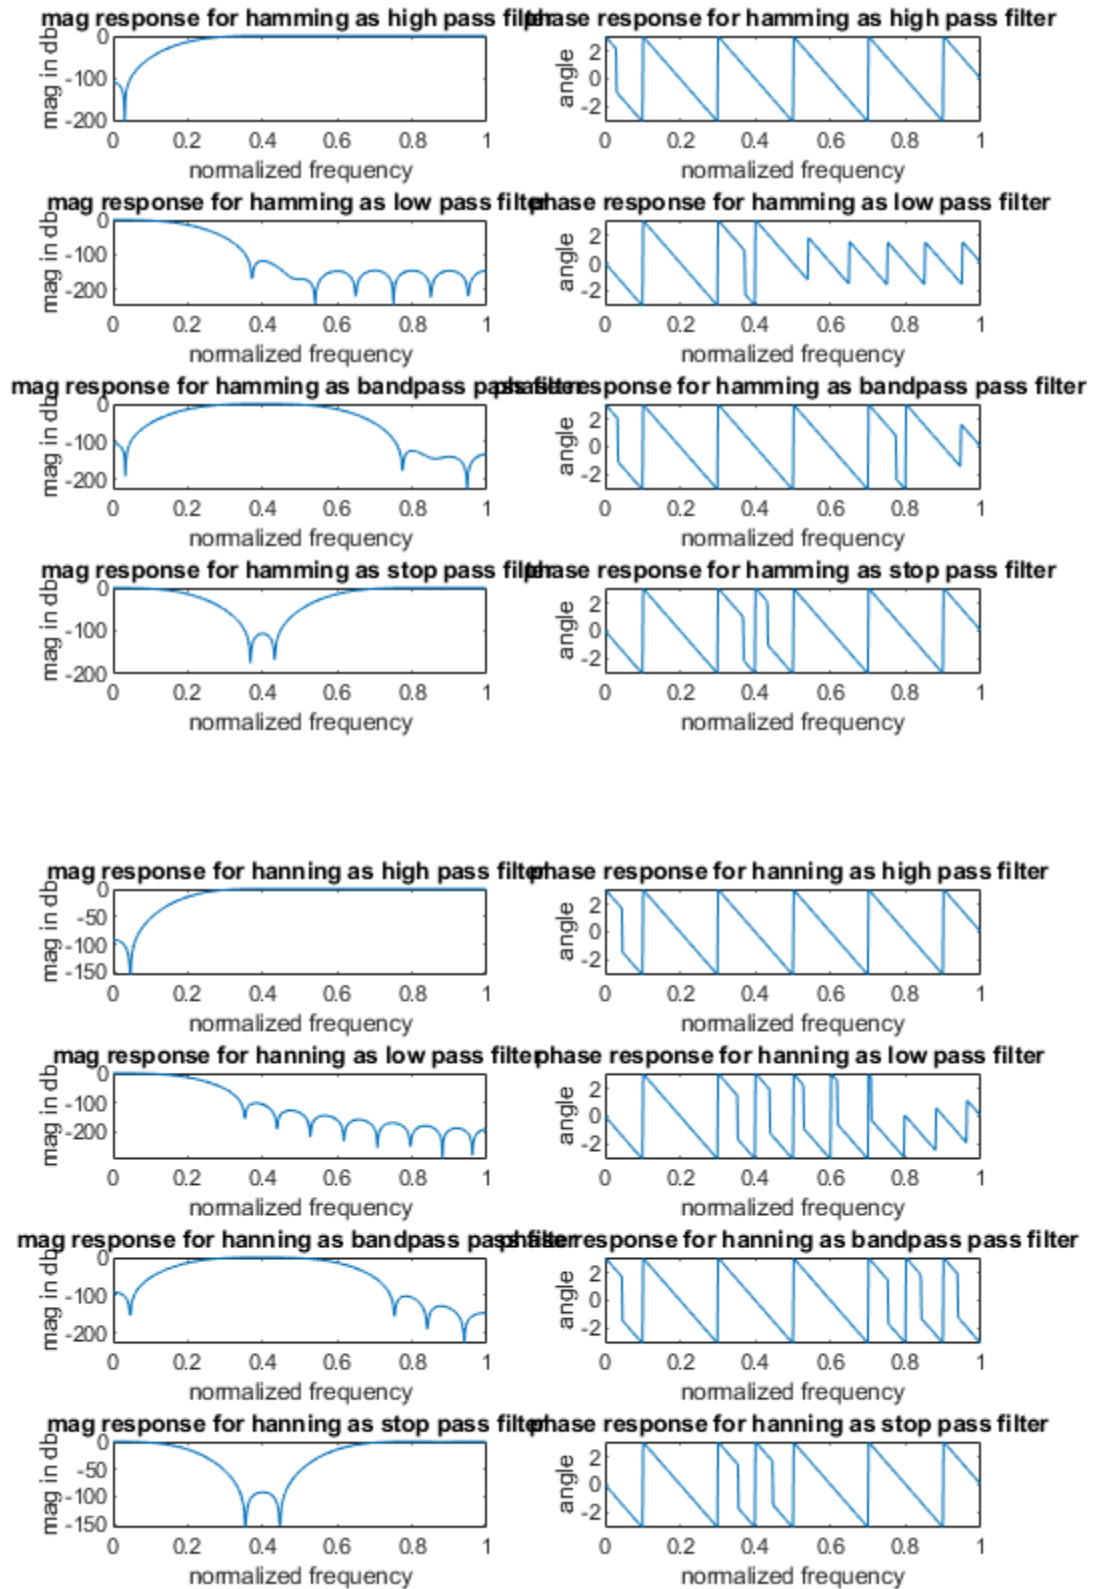 mag response for hamming as high pass filter
mag in db
0
-100
-200
0 0.2 0.4 0.6 0.8 1
normalized frequency
phase response for hamming as high pass filter
angle
2
0
-2
0 0.2 0.4 0.6 0.8 1
normalized frequency
mag response for hamming as low pass filter
mag in db
0
-100
-200
0 0.2 0.4 0.6 0.8 1
normalized frequency
phase response for hamming as low pass filter
angle
2
0
-2
0 0.2 0.4 0.6 0.8 1
normalized frequency
mag response for hamming as bandpass pass filter
mag in db
0
-100
-200
0 0.2 0.4 0.6 0.8 1
normalized frequency
phase response for hamming as bandpass pass filter
angle
2
0
-2
0 0.2 0.4 0.6 0.8 1
normalized frequency
mag response for hamming as stop pass filter
mag in db
0
-100
-200
0 0.2 0.4 0.6 0.8 1
normalized frequency
phase response for hamming as stop pass filter
angle
2
0
-2
0 0.2 0.4 0.6 0.8 1
normalized frequency
mag response for hanning as high pass filter
mag in db
0
-50
-100
-150
0 0.2 0.4 0.6 0.8 1
normalized frequency
phase response for hanning as high pass filter
angle
2
0
-2
0 0.2 0.4 0.6 0.8 1
normalized frequency
mag response for hanning as low pass filter
mag in db
0
-100
-200
0 0.2 0.4 0.6 0.8 1
normalized frequency
phase response for hanning as low pass filter
angle
2
0
-2
0 0.2 0.4 0.6 0.8 1
normalized frequency
mag response for hanning as bandpass pass filter
mag in db
0
-100
-200
0 0.2 0.4 0.6 0.8 1
normalized frequency
phase response for hanning as bandpass pass filter
angle
2
0
-2
0 0.2 0.4 0.6 0.8 1
normalized frequency
mag response for hanning as stop pass filter
mag in db
0
-50
-100
-150
0 0.2 0.4 0.6 0.8 1
normalized frequency
phase response for hanning as stop pass filter
angle
2
0
-2
0 0.2 0.4 0.6 0.8 1
normalized frequency